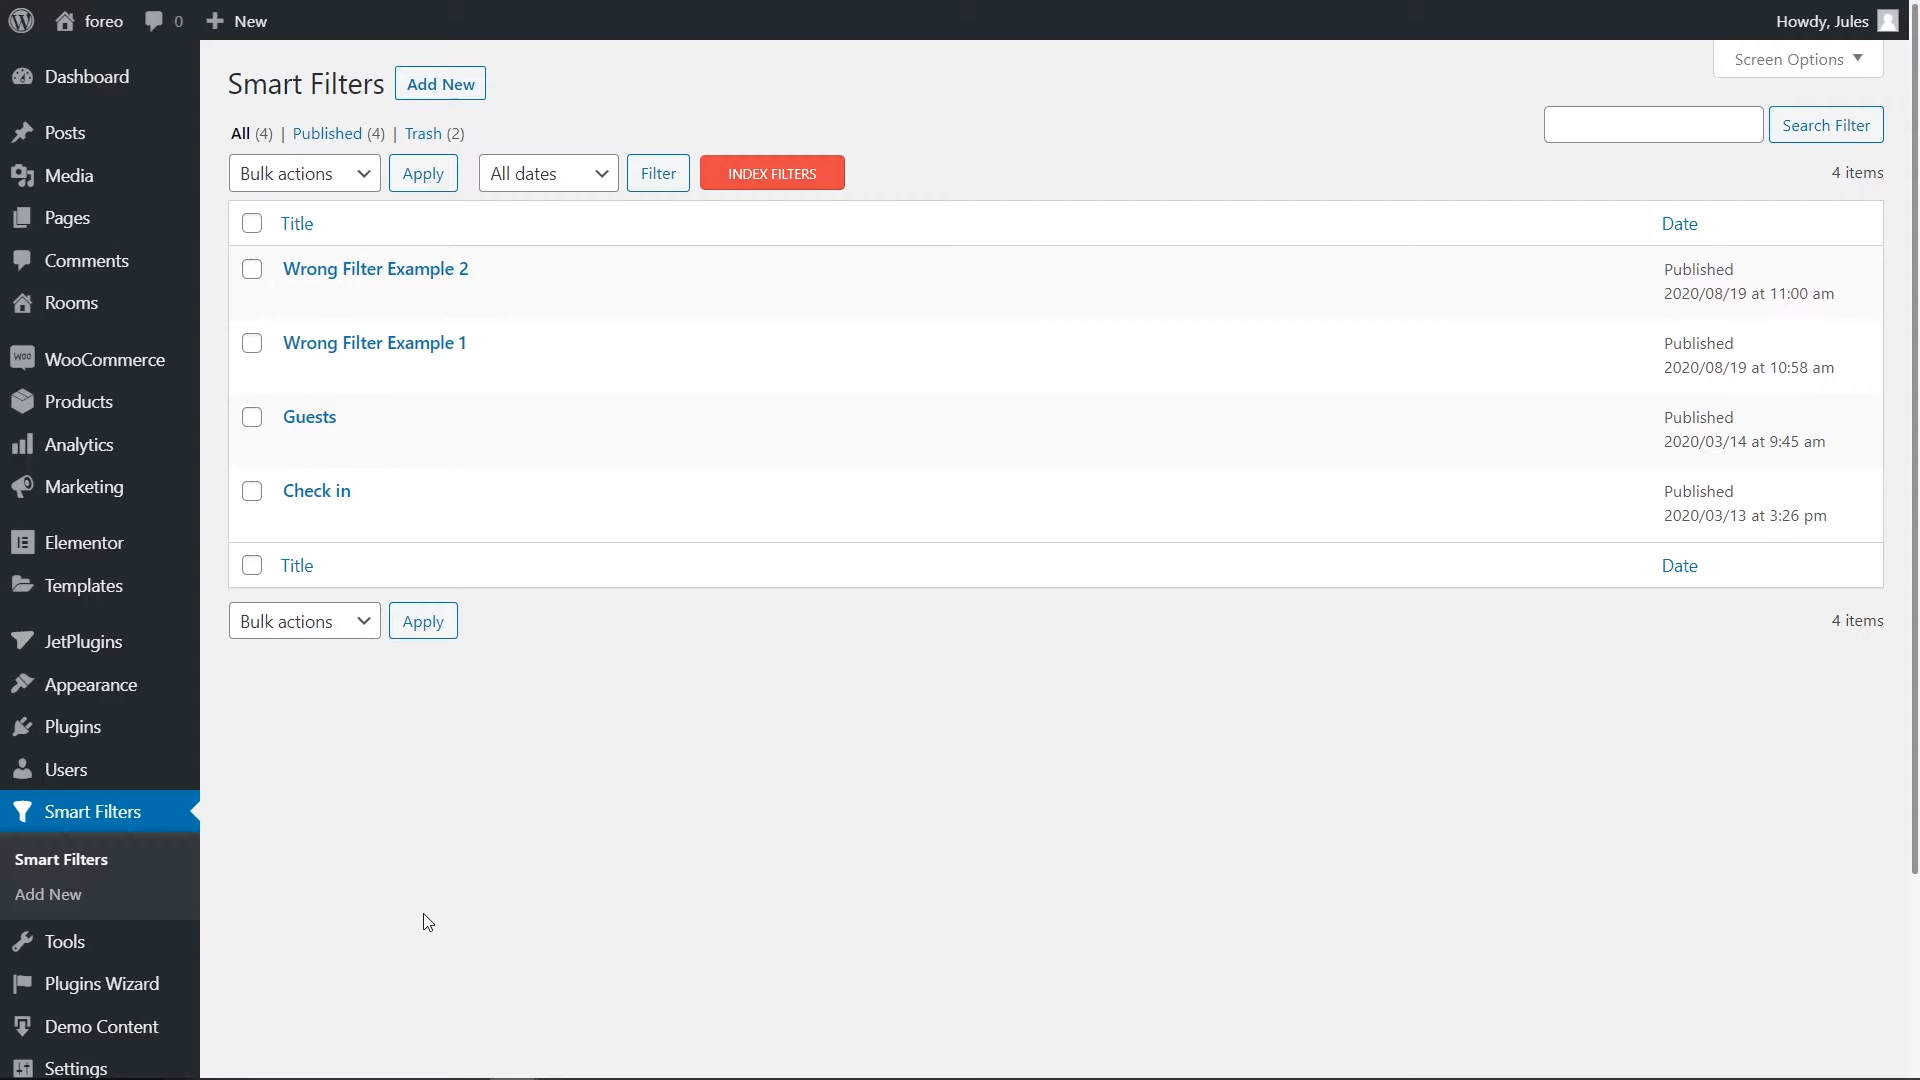 foreo 0 New Howdy, Jules
Dashboard
Posts
Media
Pages
Comments
Rooms
WooCommerce
Products
Analytics
Marketing
Elementor
Templates
JetPlugins
Appearance
Plugins
Users
Smart Filters
Smart Filters
Add New
Tools
Plugins Wizard
Demo Content
Settings
Screen Options
Smart Filters Add New
All (4) | Published (4) | Trash (2)
Search Filter
Bulk actions Apply All dates Filter INDEX FILTERS 4 items
Title Date
Wrong Filter Example 2 Published
2020/08/19 at 11:00 am
Wrong Filter Example 1 Published
2020/08/19 at 10:58 am
Guests Published
2020/03/14 at 9:45 am
Check in Published
2020/03/13 at 3:26 pm
Title Date
Bulk actions Apply 4 items